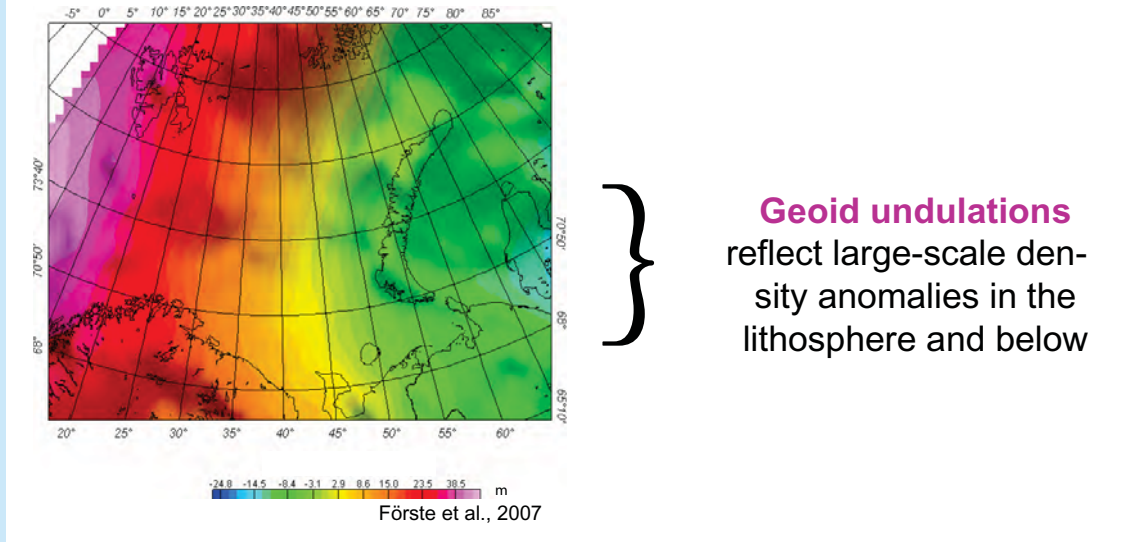 -5° 0° 5° 10° 15° 20° 25° 30° 35° 40° 45° 50° 55° 60° 65° 70° 75° 80° 85°
73°40'
70°50'
68°
70°50'
68°
65°10'
20° 25° 30° 35° 40° 45° 50° 55° 60°
-24.8 -14.5 -8.4 -3.1 2.9 8.6 15.0 23.5 38.5
m
Förste et al., 2007
}
Geoid undulations
reflect large-scale den-
sity anomalies in the
lithosphere and below